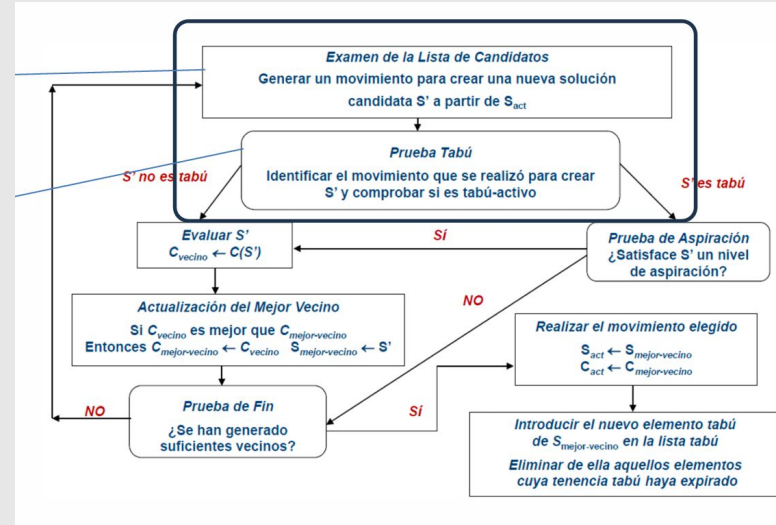 Examen de la Lista de Candidatos
Generar un movimiento para crear una nueva solución
candidata S’ a partir de Sact
Prueba Tabú
Identificar el movimiento que se realizó para crear
S’ y comprobar si es tabú-activo
S’ no es tabú
S’ es tabú
Evaluar S’
Cvecino ← C(S’)
Sí
Prueba de Aspiración
¿Satisface S’ un nivel
de aspiración?
NO
Actualización del Mejor Vecino
Si Cvecino es mejor que Cmejor-vecino
Entonces Cmejor-vecino ← Cvecino Smejor-vecino ← S’
Realizar el movimiento elegido
Sact ← Smejor-vecino
Cact ← Cmejor-vecino
NO
Prueba de Fin
¿Se han generado
suficientes vecinos?
Sí
Introducir el nuevo elemento tabú
de Smejor-vecino en la lista tabú
Eliminar de ella aquellos elementos
cuya tenencia tabú haya expirado